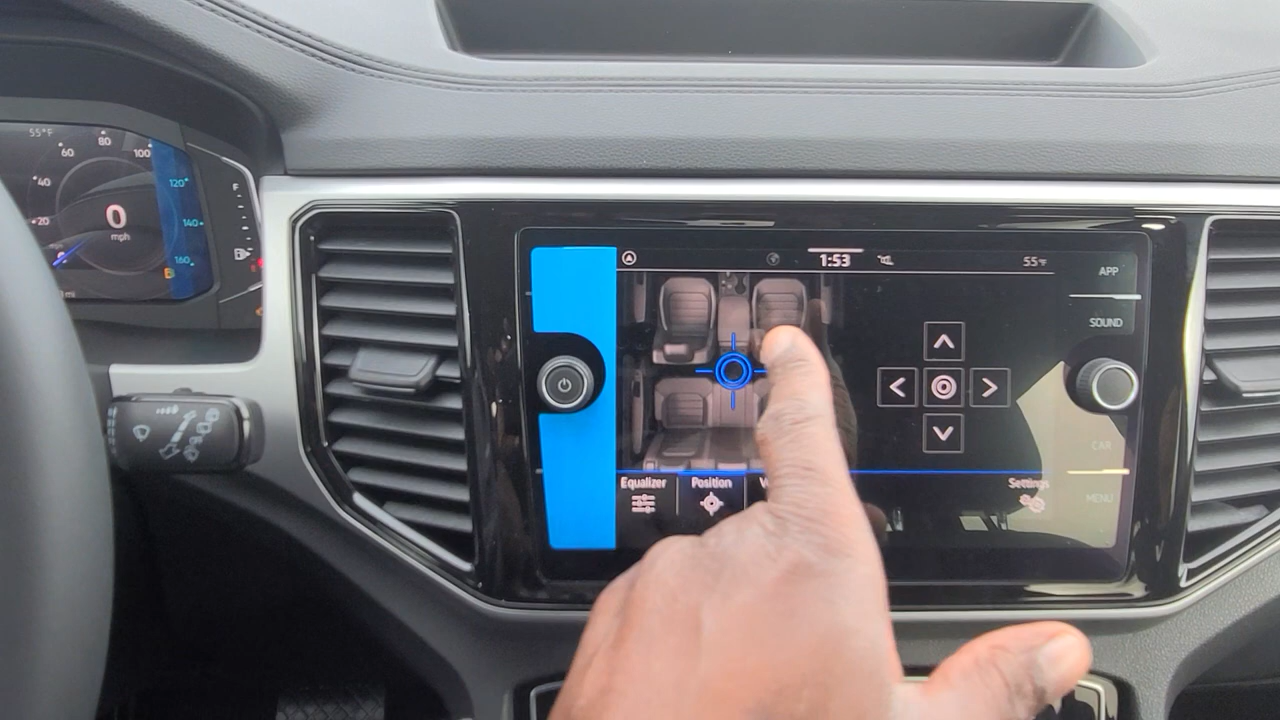 55°F
80
60
100
40
120
20
0
140
mph
160
mi
F
1:53
55°F
APP
SOUND
CAR
MENU
Equalizer
Position
Settings